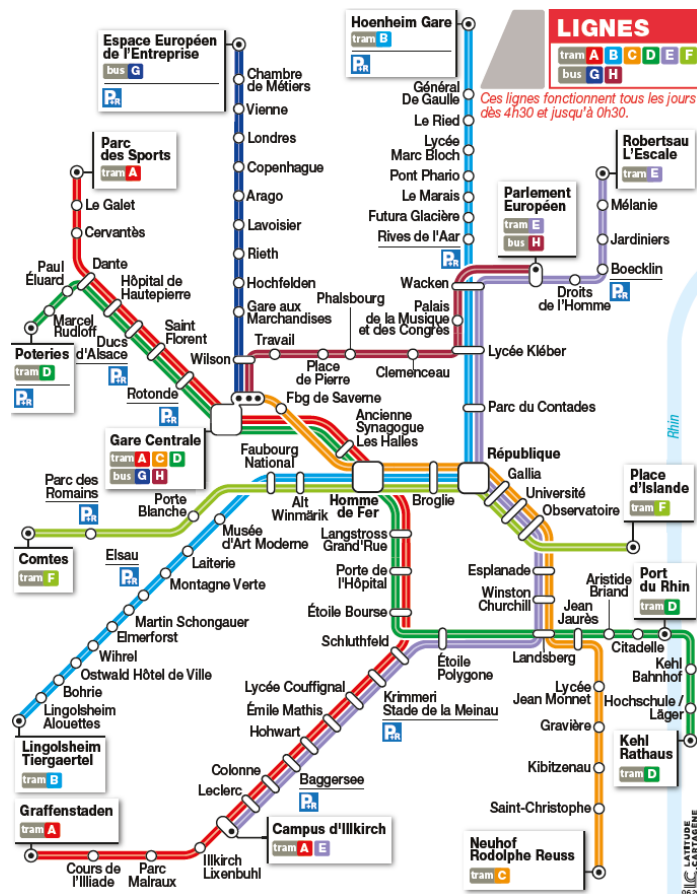 LIGNES
tram A B C D E F
bus G H
Ces lignes fonctionnent tous les jours
dès 4h30 et jusqu'à 0h30.
Espace Européen
de l'Entreprise
bus G
P+R
Chambre
de Métiers
Vienne
Londres
Copenhague
Arago
Lavoisier
Rieth
Hochfelden
Gare aux
Marchandises
Wilson
Hoenheim Gare
tram B
P+R
Général
De Gaulle
Le Ried
Lycée
Marc Bloch
Pont Phario
Le Marais
Futura Glacière
Rives de l'Aar
P+R
Wacken
Palais
de la Musique
et des Congrès
Lycée Kléber
Parc du Contades
Robertsau
L'Escale
tram E
Mélanie
Jardiniers
Boecklin
P+R
Droits
de l'Homme
Parlement
Européen
tram E
bus H
Parc
des Sports
tram A
Le Galet
Cervantès
Dante
Hôpital de
Hautepierre
Paul
Éluard
Marcel
Rudloff
Ducs
d'Alsace
P+R
Saint
Florent
Rotonde
P+R
Poteries
tram D
P+R
Travail
Place
de Pierre
Phalsbourg
Clemenceau
Fbg de Saverne
Gare Centrale
tram A C D
bus G H
Ancienne
Synagogue
Les Halles
Faubourg
National
Alt
Winmärik
Homme
de Fer
Broglie
République
Gallia
Université
Observatoire
Place
d'Islande
tram F
Rhin
Parc des
Romains
P+R
Porte
Blanche
Comtes
tram F
Musée
d'Art Moderne
Laiterie
Montagne Verte
Elsau
P+R
Martin Schongauer
Elmerforst
Wihrel
Ostwald Hôtel de Ville
Bohrie
Lingolsheim
Alouettes
Lingolsheim
Tiergaertel
tram B
Langstross
Grand'Rue
Porte de
l'Hôpital
Étoile Bourse
Schluthfeld
Étoile
Polygone
Landsberg
Esplanade
Winston
Churchill
Jean
Jaurès
Aristide
Briand
Citadelle
Port
du Rhin
tram D
Kehl
Bahnhof
Hochschule /
Läger
Kehl
Rathaus
tram D
Lycée
Jean Monnet
Gravière
Kibitzenau
Saint-Christophe
Neuhof
Rodolphe Reuss
tram C
Krimmeri
Stade de la Meinau
P+R
Lycée Couffignal
Émile Mathis
Hohwart
Baggersee
P+R
Colonne
Leclerc
Campus d'Illkirch
tram A E
Illkirch
Lixenbuhl
Parc
Malraux
Cours de
l'Illiade
Graffenstaden
tram A
LATITUDE
CARTAGÈNE